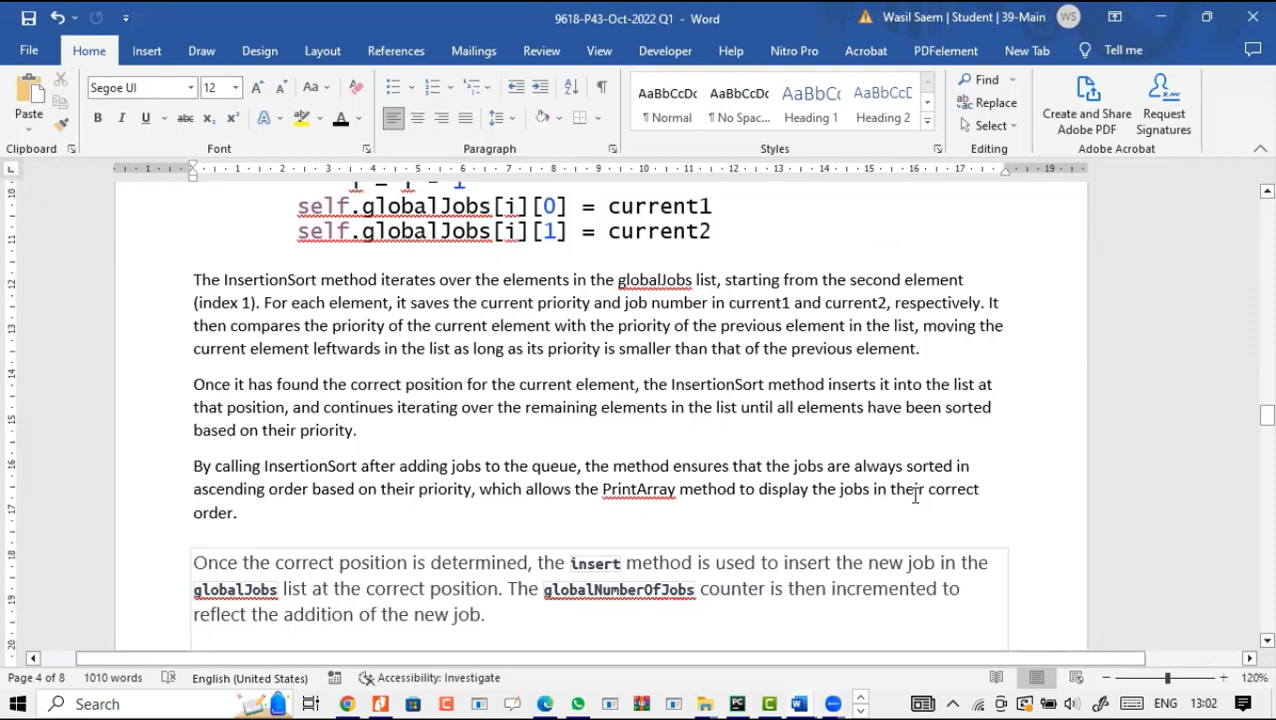 9618-P43-Oct-2022 Q1 - Word
Wasil Saem | Student | 39-Main
WS
File Home Insert Draw Design Layout References Mailings Review View Developer Help Nitro Pro Acrobat PDFelement New Tab Tell me
Paste
Clipboard
Segoe UI 12
Font
Paragraph
AaBbCcDc AaBbCcDc AaBbCc AaBbCcD
¶ Normal ¶ No Spac... Heading 1 Heading 2
Styles
Find
Replace
Select
Editing
Create and Share Adobe PDF
Request Signatures
Adobe Acrobat
self.globalJobs[i][0] = current1
self.globalJobs[i][1] = current2
The InsertionSort method iterates over the elements in the globalJobs list, starting from the second element
(index 1). For each element, it saves the current priority and job number in current1 and current2, respectively. It
then compares the priority of the current element with the priority of the previous element in the list, moving the
current element leftwards in the list as long as its priority is smaller than that of the previous element.
Once it has found the correct position for the current element, the InsertionSort method inserts it into the list at
that position, and continues iterating over the remaining elements in the list until all elements have been sorted
based on their priority.
By calling InsertionSort after adding jobs to the queue, the method ensures that the jobs are always sorted in
ascending order based on their priority, which allows the PrintArray method to display the jobs in their correct
order.
Once the correct position is determined, the insert method is used to insert the new job in the
globalJobs list at the correct position. The globalNumberOfJobs counter is then incremented to
reflect the addition of the new job.
Page 4 of 8 1010 words English (United States) Accessibility: Investigate 120%
Search ENG 13:02